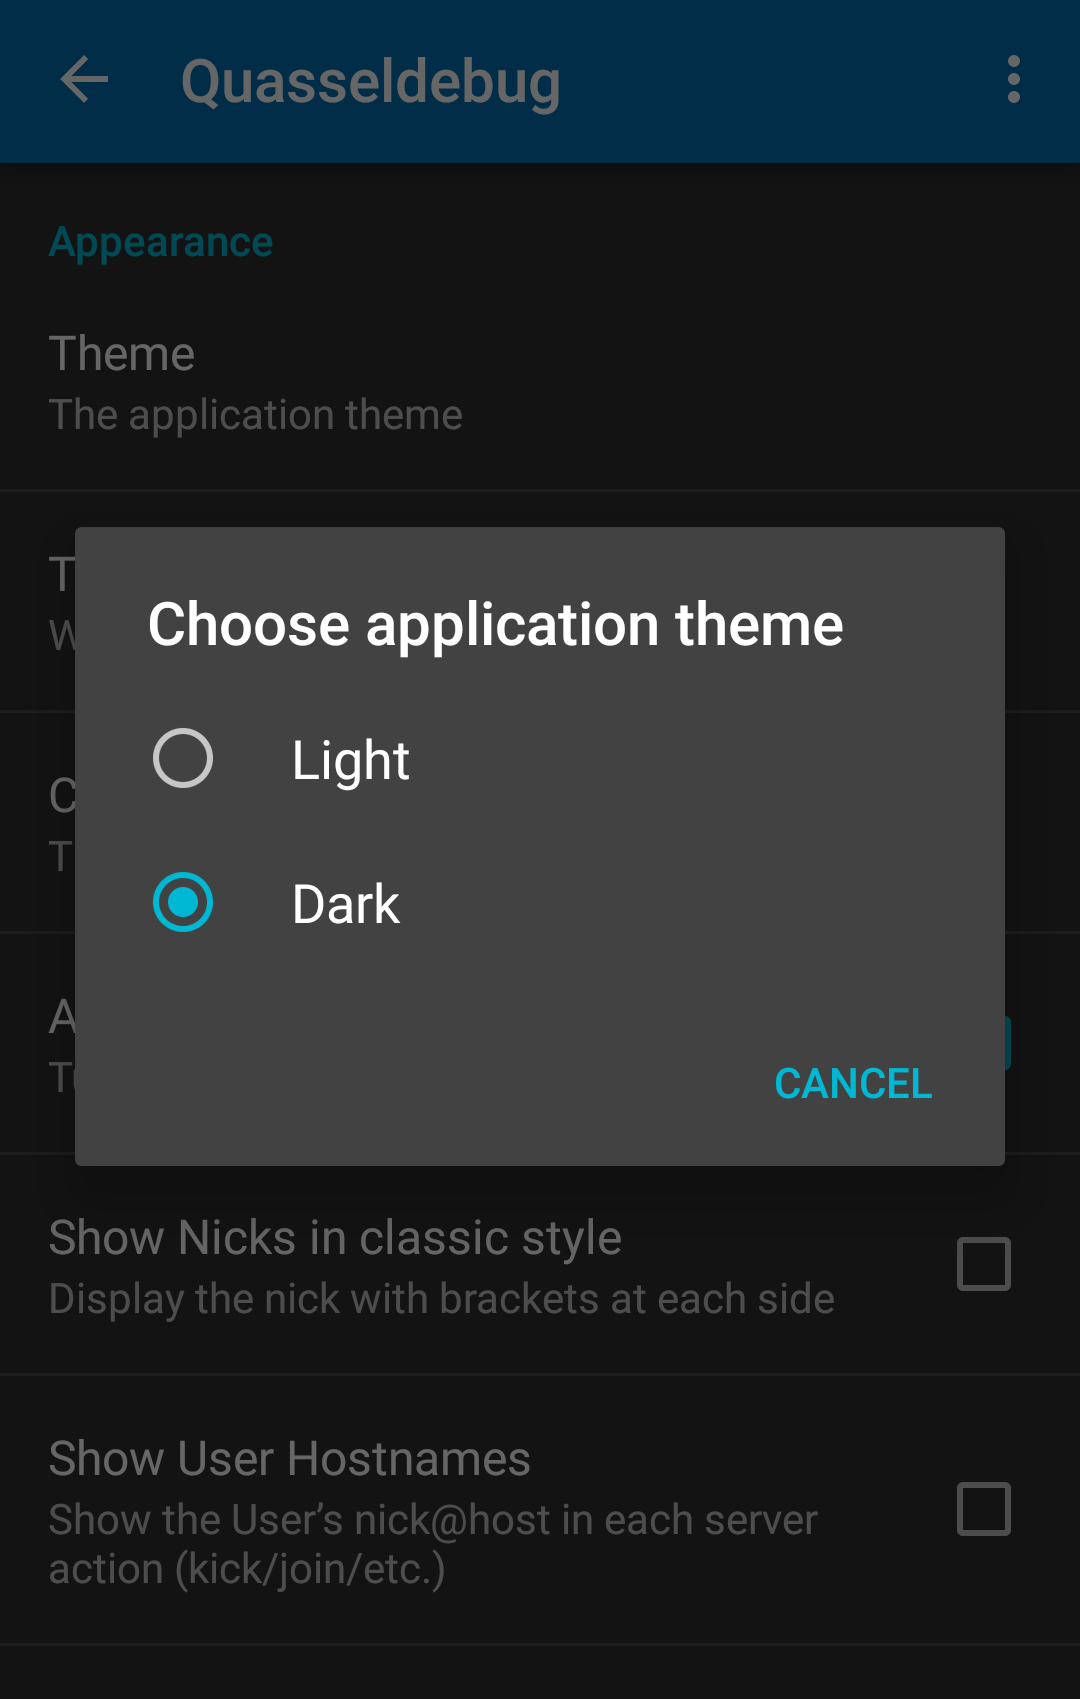 Quasseldebug
Appearance
Theme
The application theme
Choose application theme
Light
Dark
CANCEL
Show Nicks in classic style
Display the nick with brackets at each side
Show User Hostnames
Show the User’s nick@host in each server
action (kick/join/etc.)